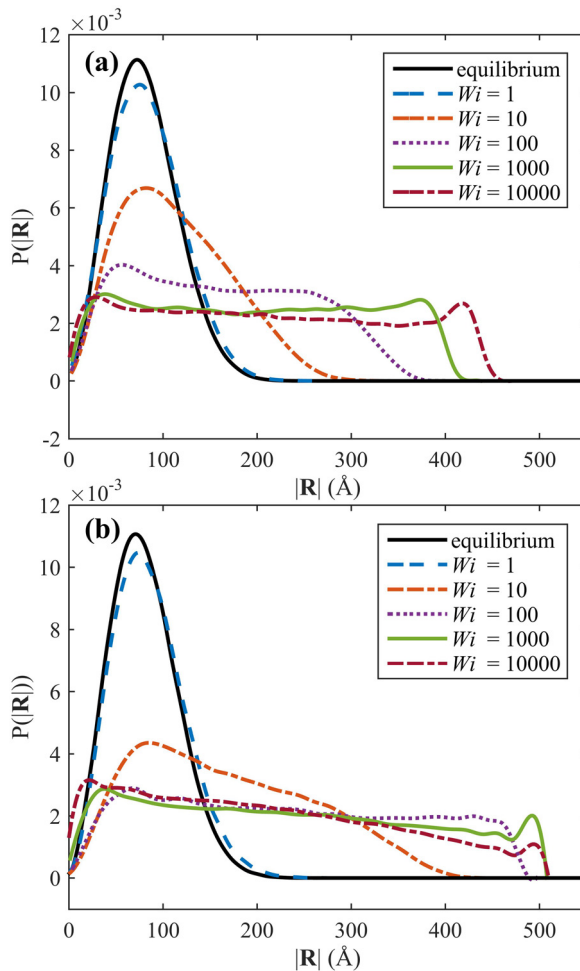 ×10⁻³
12
(a)
equilibrium
Wi = 1
Wi = 10
Wi = 100
Wi = 1000
Wi = 10000
10
8
6
4
2
0
-2
P(|R|)
0 100 200 300 400 500
|R| (Å)
×10⁻³
12
(b)
equilibrium
Wi = 1
Wi = 10
Wi = 100
Wi = 1000
Wi = 10000
10
8
6
4
2
0
P(|R|))
0 100 200 300 400 500
|R| (Å)